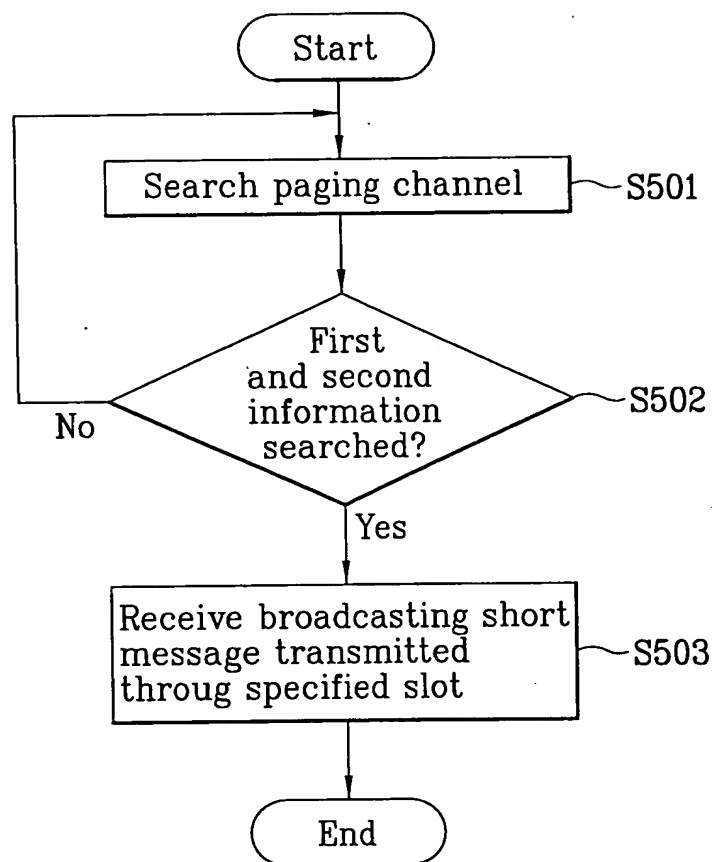 Start
Search paging channel
S501
First
and second
information
searched?
S502
No
Yes
Receive broadcasting short
message transmitted
throug specified slot
S503
End